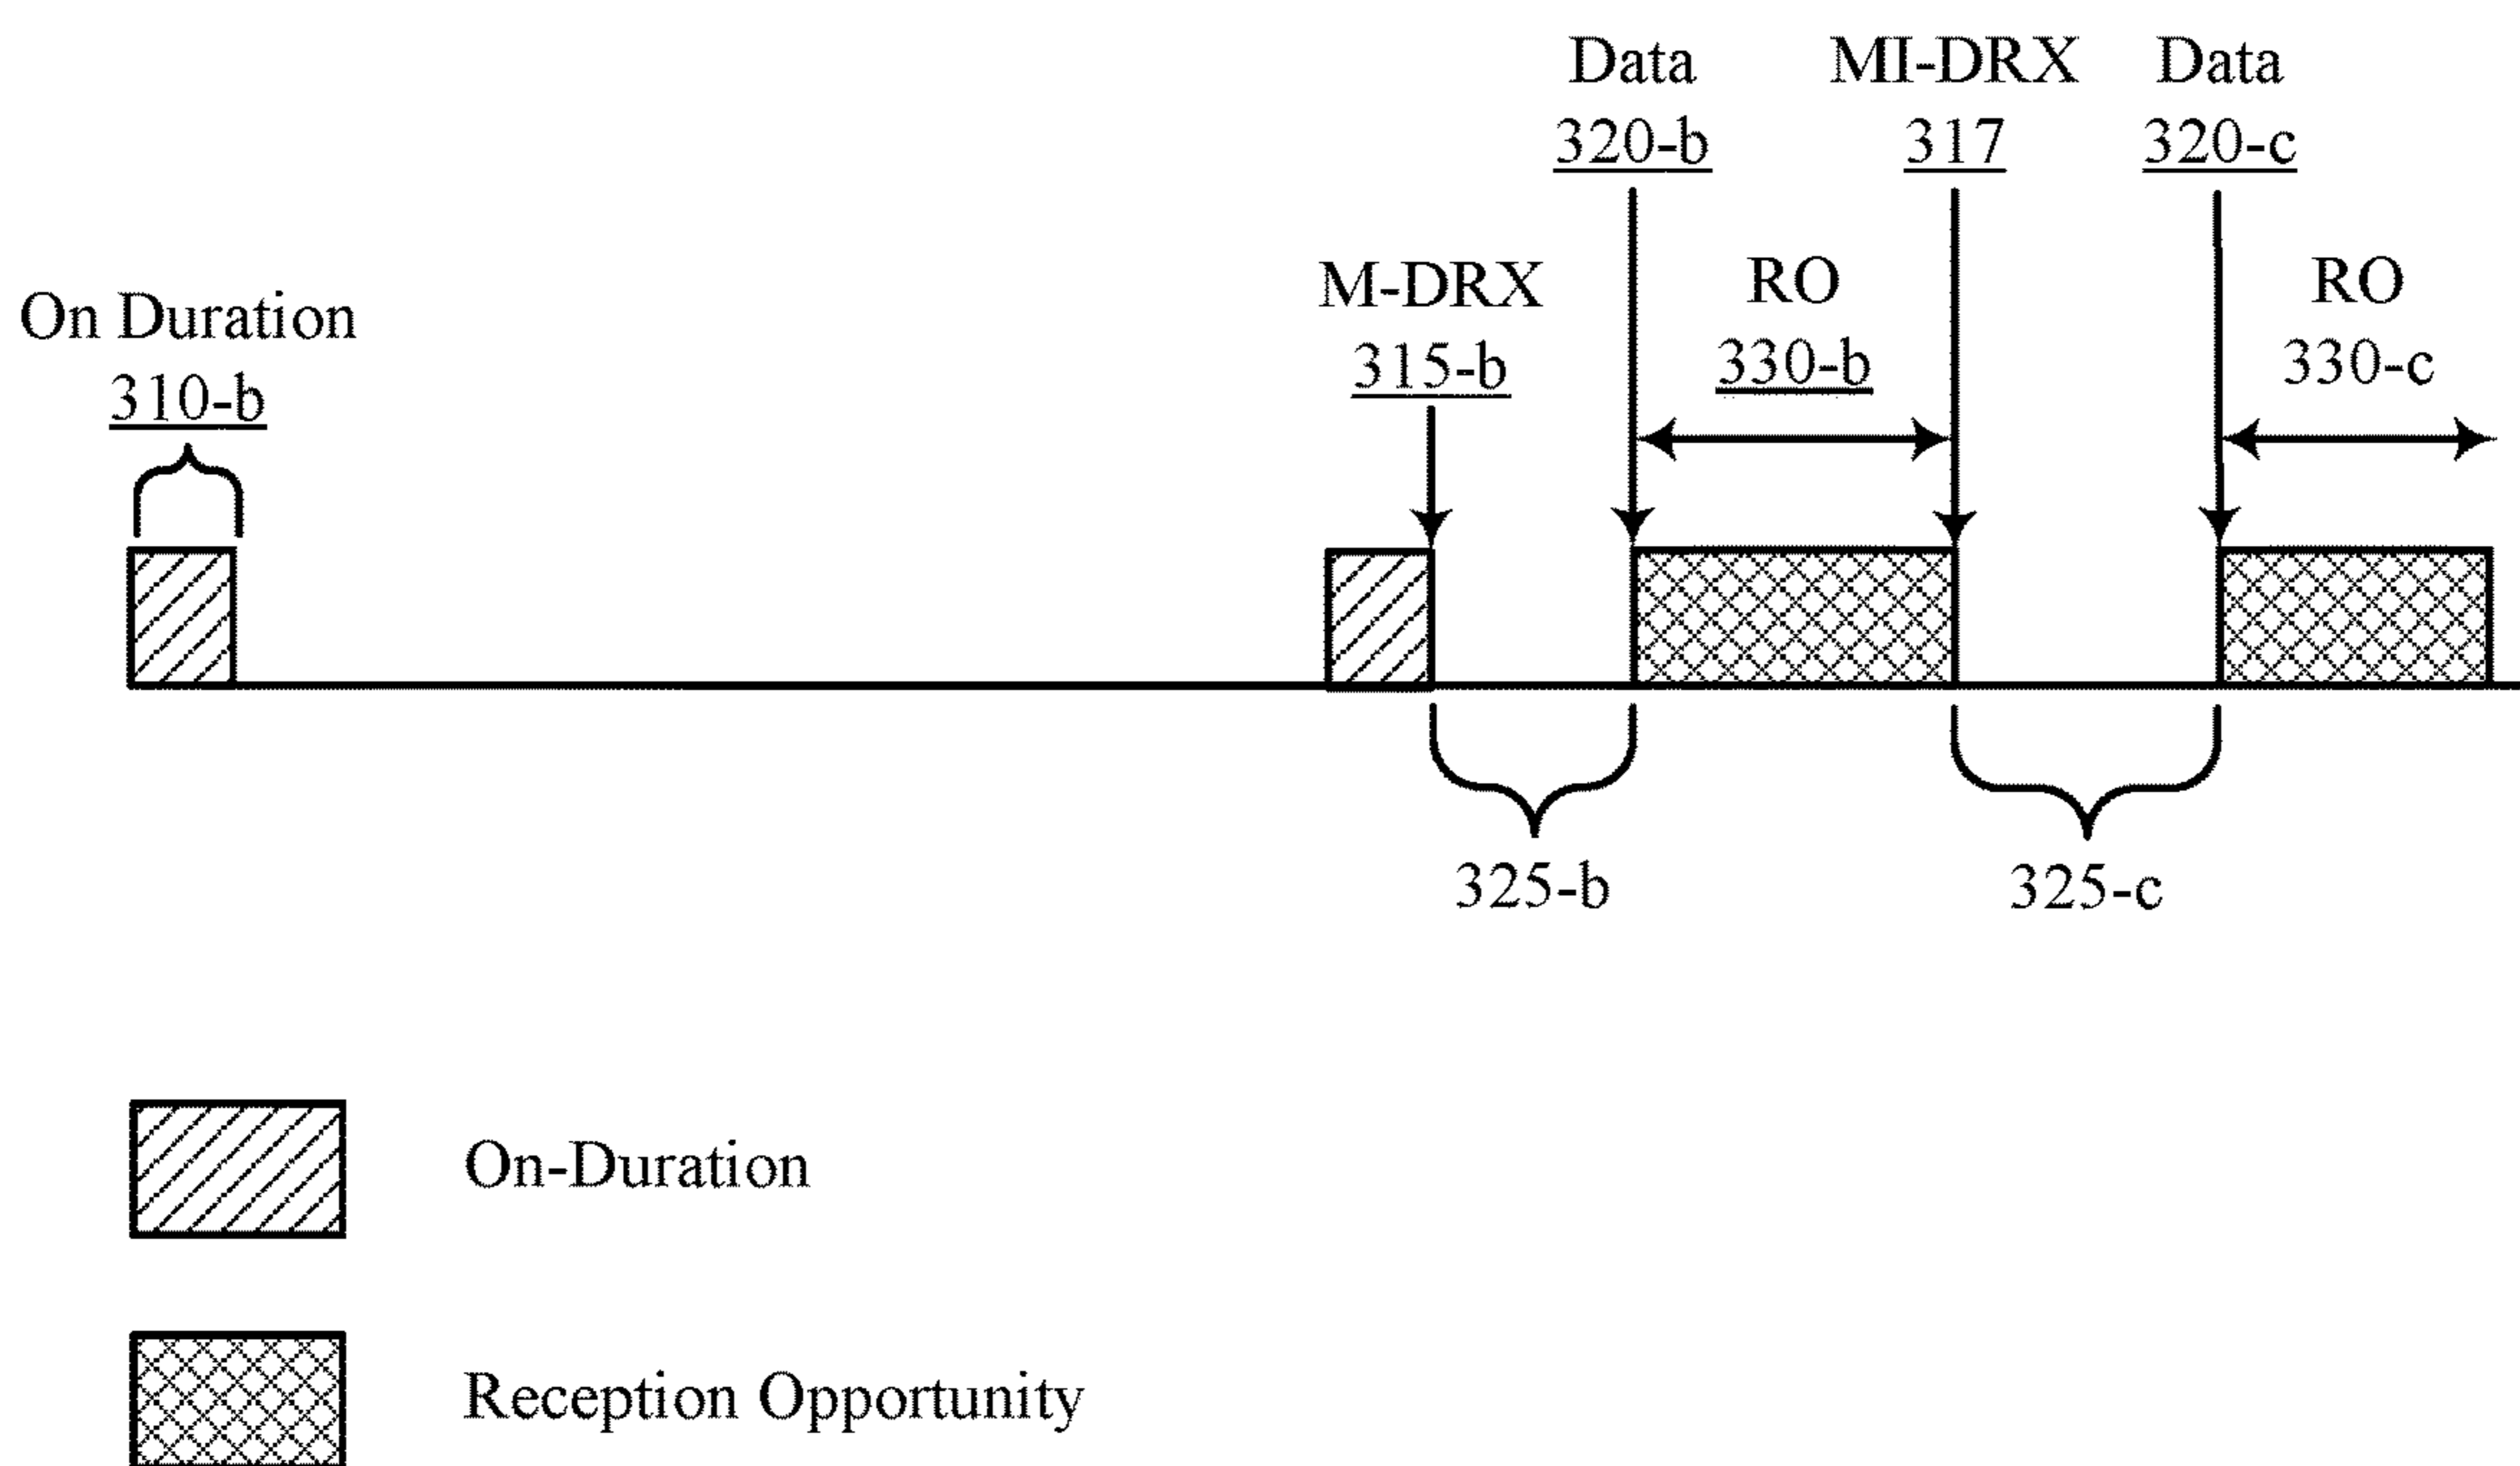 Data
320-b
MI-DRX
317
Data
320-c
On Duration
310-b
M-DRX
315-b
RO
330-b
RO
330-c
325-b
325-c
On-Duration
Reception Opportunity